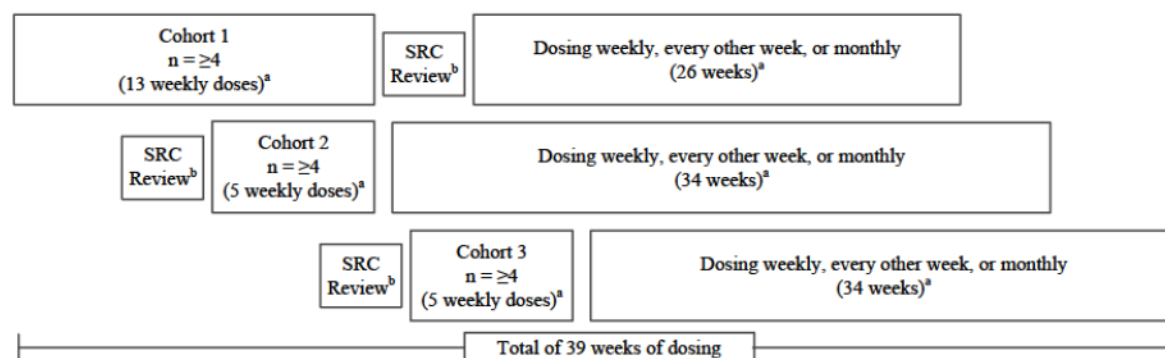 Cohort 1
n = ≥4
(13 weekly doses)ᵃ
SRC
Reviewᵇ
Dosing weekly, every other week, or monthly
(26 weeks)ᵃ
SRC
Reviewᵇ
Cohort 2
n = ≥4
(5 weekly doses)ᵃ
Dosing weekly, every other week, or monthly
(34 weeks)ᵃ
SRC
Reviewᵇ
Cohort 3
n = ≥4
(5 weekly doses)ᵃ
Dosing weekly, every other week, or monthly
(34 weeks)ᵃ
Total of 39 weeks of dosing